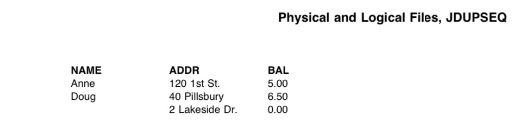 Physical and Logical Files, JDUPSEQ
NAME ADDR BAL
Anne 120 1st St. 5.00
Doug 40 Pillsbury 6.50
2 Lakeside Dr. 0.00